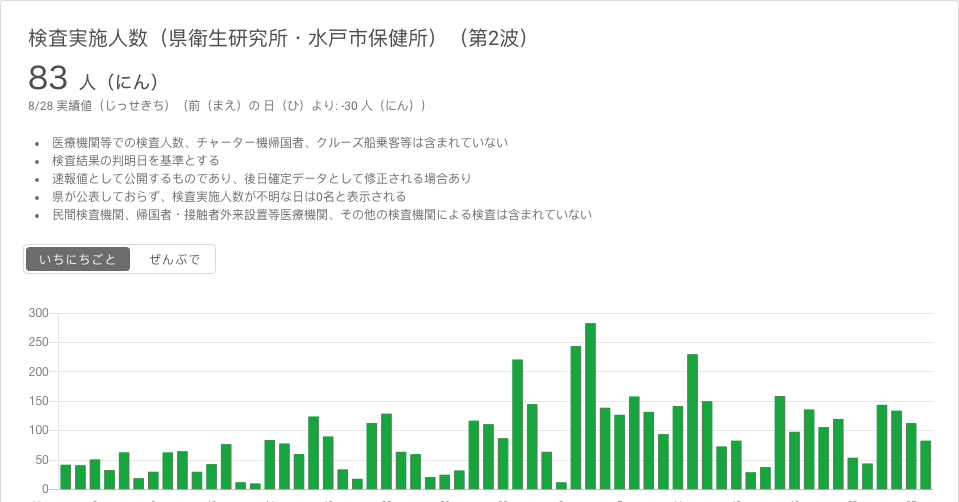 検査実施人数（県衛生研究所・水戸市保健所）（第2波）
83 人（にん）
8/28 実績値（じっせきち）（前（まえ）の 日（ひ）より: -30 人（にん））
医療機関等での検査人数、チャーター機帰国者、クルーズ船乗客等は含まれていない
検査結果の判明日を基準とする
速報値として公開するものであり、後日確定データとして修正される場合あり
県が公表しておらず、検査実施人数が不明な日は0名と表示される
民間検査機関、帰国者・接触者外来設置等医療機関、その他の検査機関による検査は含まれていない
いちにちごと ぜんぶで
300
250
200
150
100
50
0